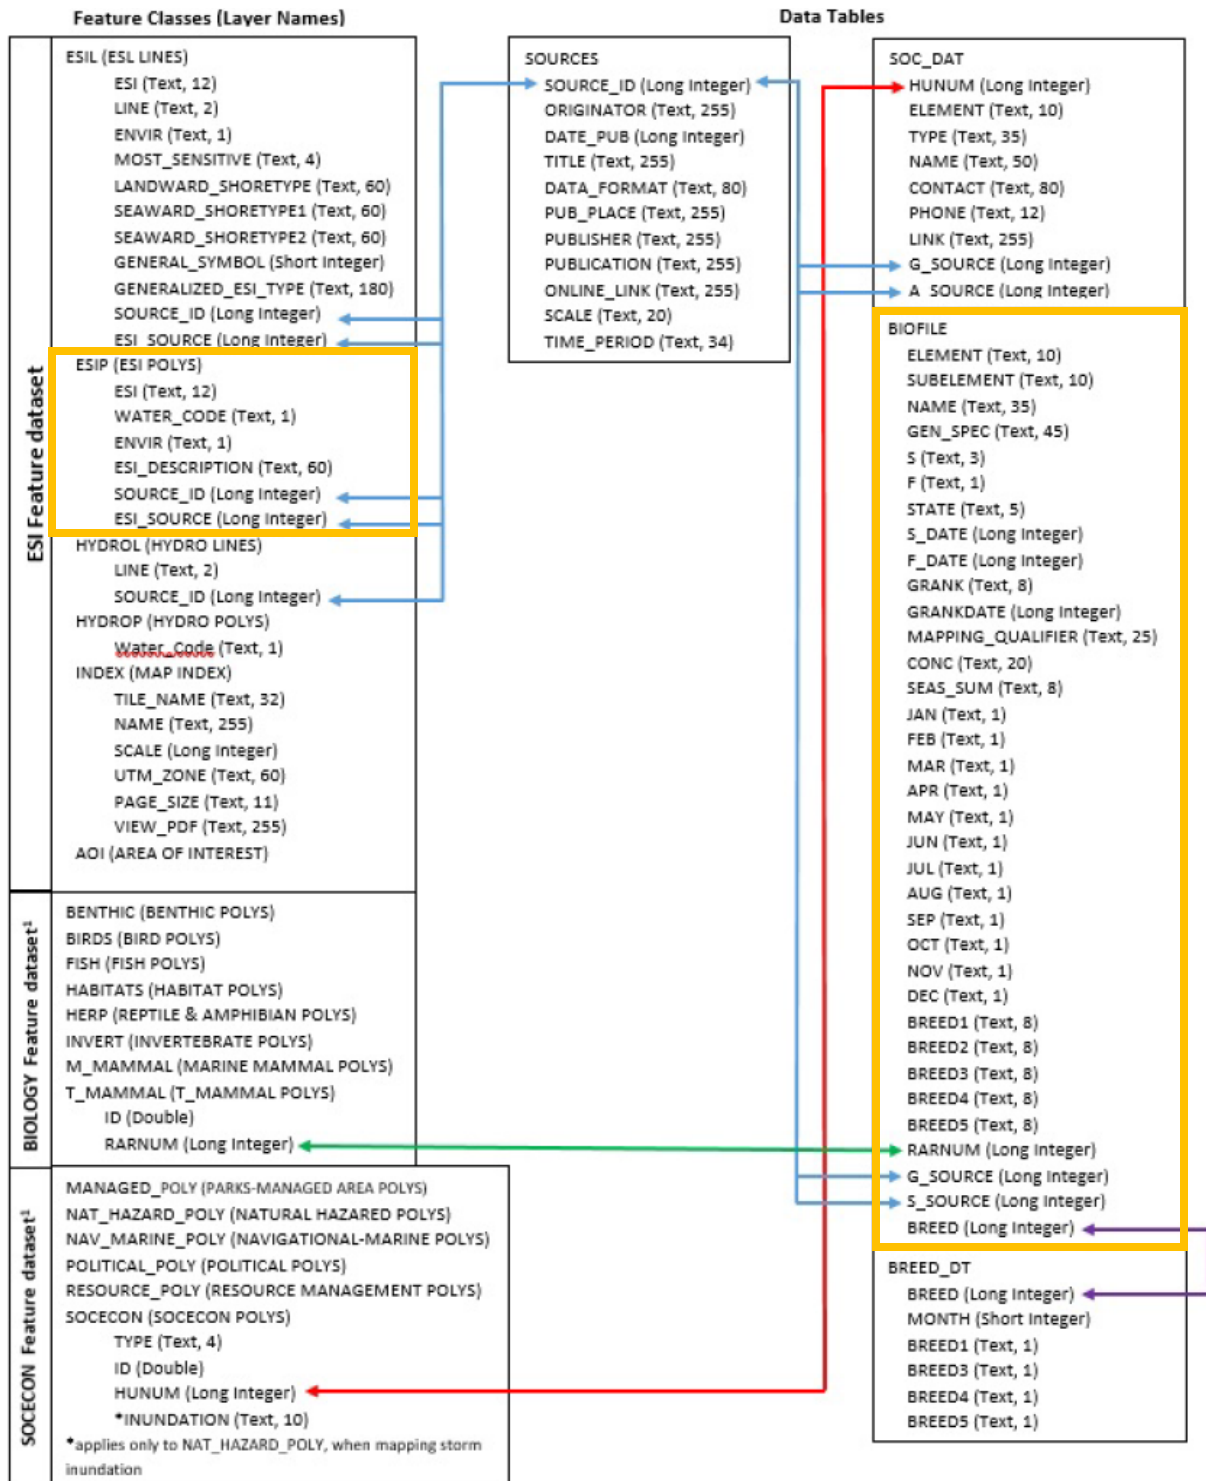 Feature Classes (Layer Names)
ESI Feature dataset
ESIL (ESL LINES)
ESI (Text, 12)
LINE (Text, 2)
ENVIR (Text, 1)
MOST_SENSITIVE (Text, 4)
LANDWARD_SHORETYPE (Text, 60)
SEAWARD_SHORETYPE1 (Text, 60)
SEAWARD_SHORETYPE2 (Text, 60)
GENERAL_SYMBOL (Short Integer)
GENERALIZED_ESI_TYPE (Text, 180)
SOURCE_ID (Long Integer)
ESI_SOURCE (Long Integer)
ESIP (ESI POLYS)
ESI (Text, 12)
WATER_CODE (Text, 1)
ENVIR (Text, 1)
ESI_DESCRIPTION (Text, 60)
SOURCE_ID (Long Integer)
ESI_SOURCE (Long Integer)
HYDROL (HYDRO LINES)
LINE (Text, 2)
SOURCE_ID (Long Integer)
HYDROP (HYDRO POLYS)
Water_Code (Text, 1)
INDEX (MAP INDEX)
TILE_NAME (Text, 32)
NAME (Text, 255)
SCALE (Long Integer)
UTM_ZONE (Text, 60)
PAGE_SIZE (Text, 11)
VIEW_PDF (Text, 255)
AOI (AREA OF INTEREST)
BIOLOGY Feature dataset¹
BENTHIC (BENTHIC POLYS)
BIRDS (BIRD POLYS)
FISH (FISH POLYS)
HABITATS (HABITAT POLYS)
HERP (REPTILE & AMPHIBIAN POLYS)
INVERT (INVERTEBRATE POLYS)
M_MAMMAL (MARINE MAMMAL POLYS)
T_MAMMAL (T_MAMMAL POLYS)
ID (Double)
RARNUM (Long Integer)
SOCECON Feature dataset¹
MANAGED_POLY (PARKS-MANAGED AREA POLYS)
NAT_HAZARD_POLY (NATURAL HAZARED POLYS)
NAV_MARINE_POLY (NAVIGATIONAL-MARINE POLYS)
POLITICAL_POLY (POLITICAL POLYS)
RESOURCE_POLY (RESOURCE MANAGEMENT POLYS)
SOCECON (SOCECON POLYS)
TYPE (Text, 4)
ID (Double)
HUNUM (Long Integer)
*INUNDATION (Text, 10)
*applies only to NAT_HAZARD_POLY, when mapping storm
inundation
Data Tables
SOURCES
SOURCE_ID (Long Integer)
ORIGINATOR (Text, 255)
DATE_PUB (Long Integer)
TITLE (Text, 255)
DATA_FORMAT (Text, 80)
PUB_PLACE (Text, 255)
PUBLISHER (Text, 255)
PUBLICATION (Text, 255)
ONLINE_LINK (Text, 255)
SCALE (Text, 20)
TIME_PERIOD (Text, 34)
SOC_DAT
HUNUM (Long Integer)
ELEMENT (Text, 10)
TYPE (Text, 35)
NAME (Text, 50)
CONTACT (Text, 80)
PHONE (Text, 12)
LINK (Text, 255)
G_SOURCE (Long Integer)
A_SOURCE (Long Integer)
BIOFILE
ELEMENT (Text, 10)
SUBELEMENT (Text, 10)
NAME (Text, 35)
GEN_SPEC (Text, 45)
S (Text, 3)
F (Text, 1)
STATE (Text, 5)
S_DATE (Long Integer)
F_DATE (Long Integer)
GRANK (Text, 8)
GRANKDATE (Long Integer)
MAPPING_QUALIFIER (Text, 25)
CONC (Text, 20)
SEAS_SUM (Text, 8)
JAN (Text, 1)
FEB (Text, 1)
MAR (Text, 1)
APR (Text, 1)
MAY (Text, 1)
JUN (Text, 1)
JUL (Text, 1)
AUG (Text, 1)
SEP (Text, 1)
OCT (Text, 1)
NOV (Text, 1)
DEC (Text, 1)
BREED1 (Text, 8)
BREED2 (Text, 8)
BREED3 (Text, 8)
BREED4 (Text, 8)
BREED5 (Text, 8)
RARNUM (Long Integer)
G_SOURCE (Long Integer)
S_SOURCE (Long Integer)
BREED (Long Integer)
BREED_DT
BREED (Long Integer)
MONTH (Short Integer)
BREED1 (Text, 1)
BREED3 (Text, 1)
BREED4 (Text, 1)
BREED5 (Text, 1)